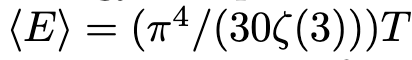 ⟨E⟩ = (π⁴/(30ζ(3)))T